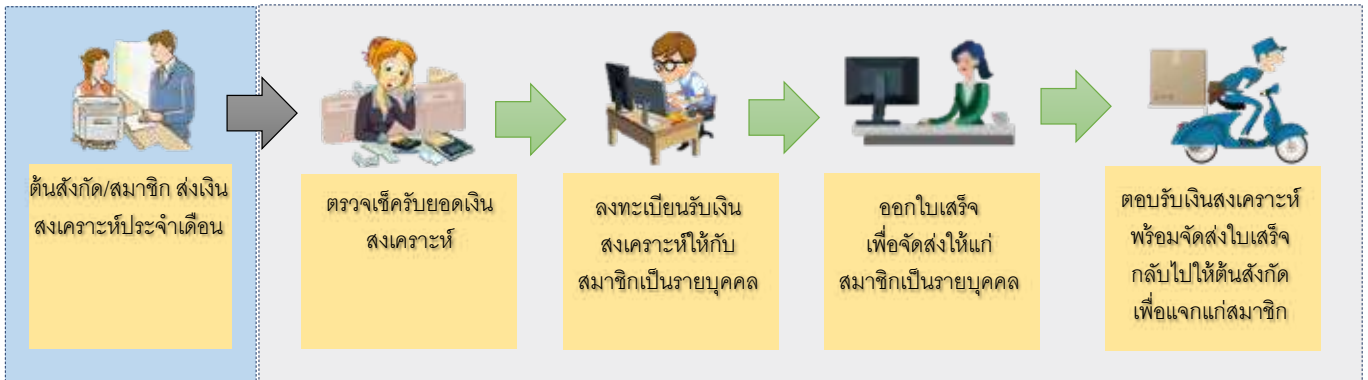 ต้นสังกัด/สมาชิก ส่งเงิน
สงเคราะห์ประจำเดือน
ตรวจเช็ครับยอดเงิน
สงเคราะห์
ลงทะเบียนรับเงิน
สงเคราะห์ให้กับ
สมาชิกเป็นรายบุคคล
ออกใบเสร็จ
เพื่อจัดส่งให้แก่
สมาชิกเป็นรายบุคคล
ตอบรับเงินสงเคราะห์
พร้อมจัดส่งใบเสร็จ
กลับไปให้ต้นสังกัด
เพื่อแจกแก่สมาชิก